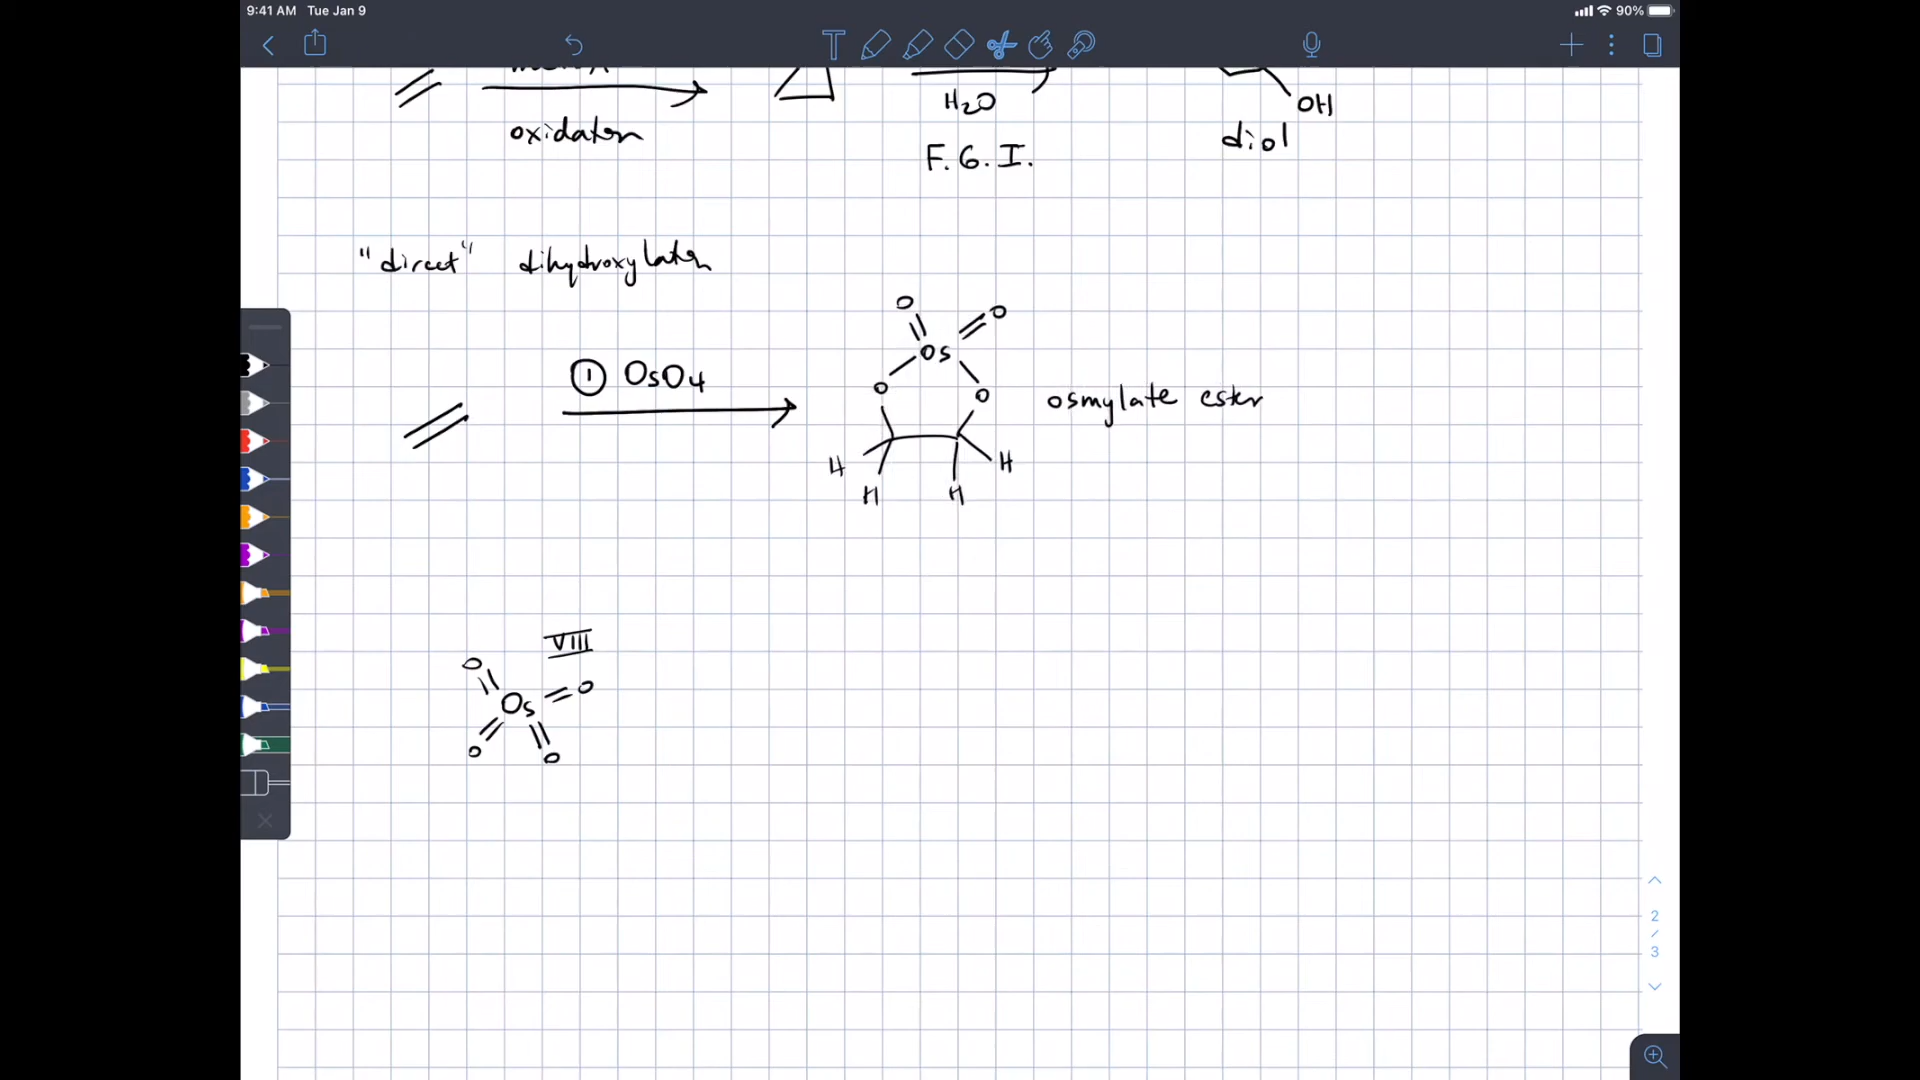 9:41 AM Tue Jan 9
90%
oxidaton
H2O
F.G.I.
OH
diol
"direct" dihydroxylaton
① OsO4
O
O
Os
O
O
osmylate ester
H
H
H
H
VIII
O
Os
O
O
O
2
/
3